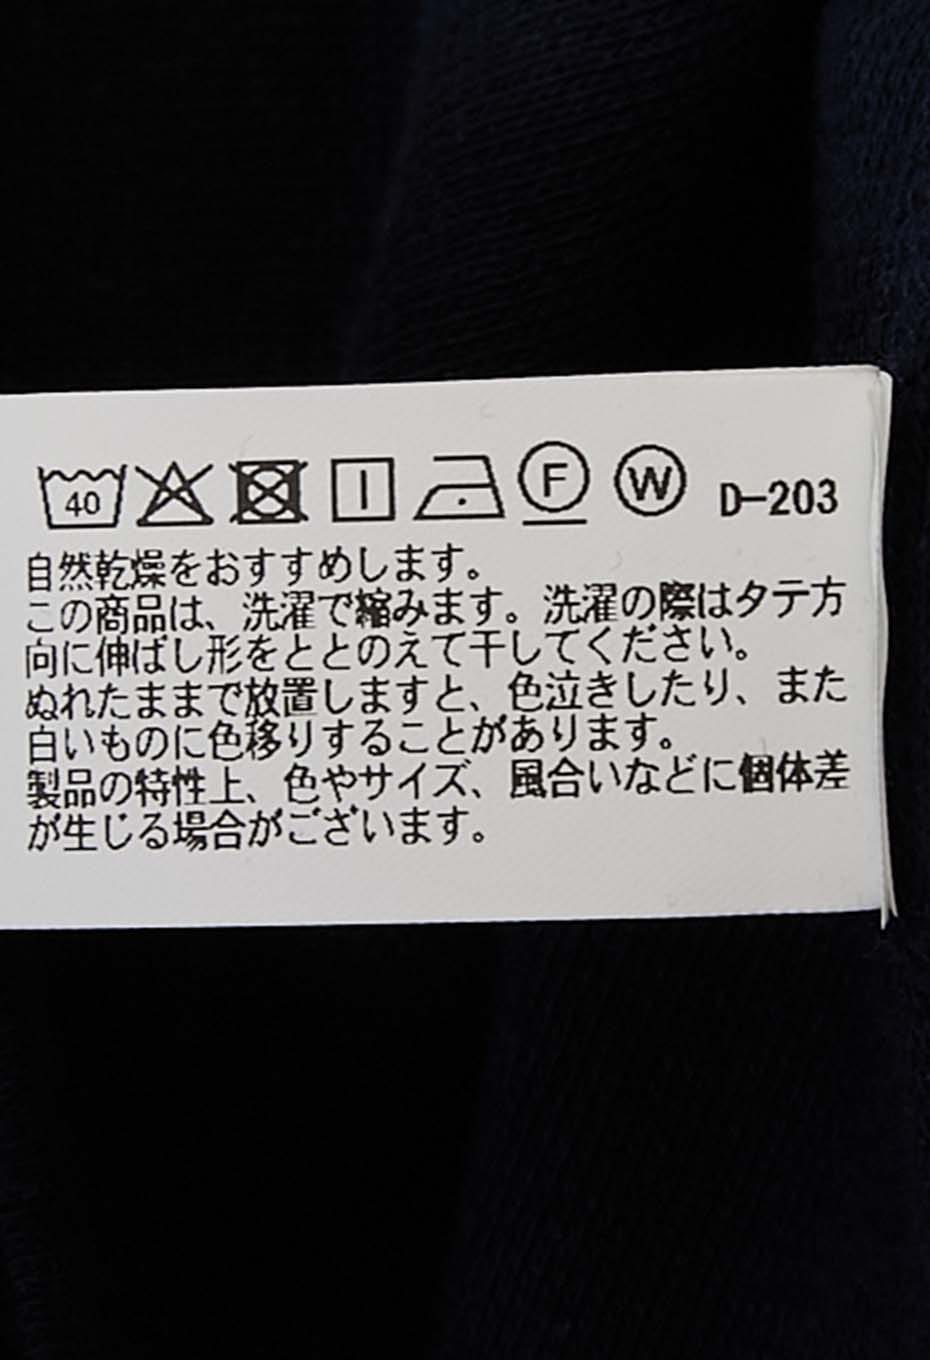 40 F W D-203
自然乾燥をおすすめします。
この商品は、洗濯で縮みます。洗濯の際はタテ方
向に伸ばし形をととのえて干してください。
ぬれたままで放置しますと、色泣きしたり、また
白いものに色移りすることがあります。
製品の特性上、色やサイズ、風合いなどに個体差
が生じる場合がございます。